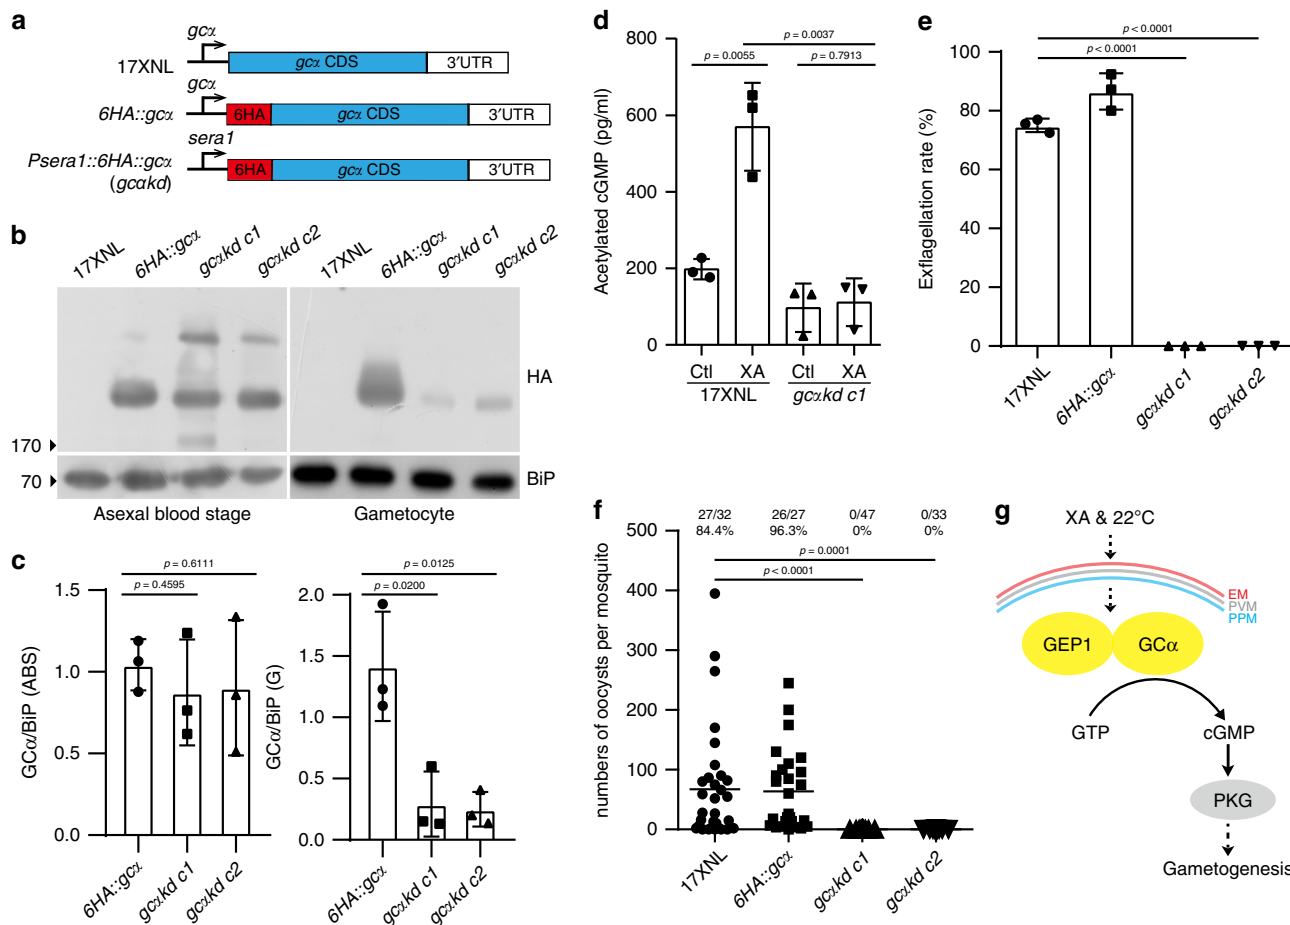 a
gcα
17XNL
gcα CDS
3′UTR
gcα
6HA::gcα
6HA
gcα CDS
3′UTR
sera1
Psera1::6HA::gcα
(gcαkd)
6HA
gcα CDS
3′UTR
b
17XNL
6HA::gcα
gcαkd c1
gcαkd c2
17XNL
6HA::gcα
gcαkd c1
gcαkd c2
HA
170
70
BiP
Asexal blood stage
Gametocyte
c
p = 0.6111
p = 0.4595
GCα/BiP (ABS)
1.5
1.0
0.5
0.0
6HA::gcα
gcαkd c1
gcαkd c2
p = 0.0125
p = 0.0200
GCα/BiP (G)
2.0
1.5
1.0
0.5
0.0
6HA::gcα
gcαkd c1
gcαkd c2
d
p = 0.0037
p = 0.0055
p = 0.7913
Acetylated cGMP (pg/ml)
800
600
400
200
0
Ctl
XA
Ctl
XA
17XNL
gcαkd c1
e
p < 0.0001
p < 0.0001
Exflagellation rate (%)
100
80
60
40
20
0
17XNL
6HA::gcα
gcαkd c1
gcαkd c2
f
27/32
26/27
0/47
0/33
84.4%
96.3%
0%
0%
p = 0.0001
p < 0.0001
numbers of oocysts per mosquito
500
400
300
200
100
0
17XNL
6HA::gcα
gcαkd c1
gcαkd c2
g
XA & 22°C
EM
PVM
PPM
GEP1
GCα
GTP
cGMP
PKG
Gametogenesis